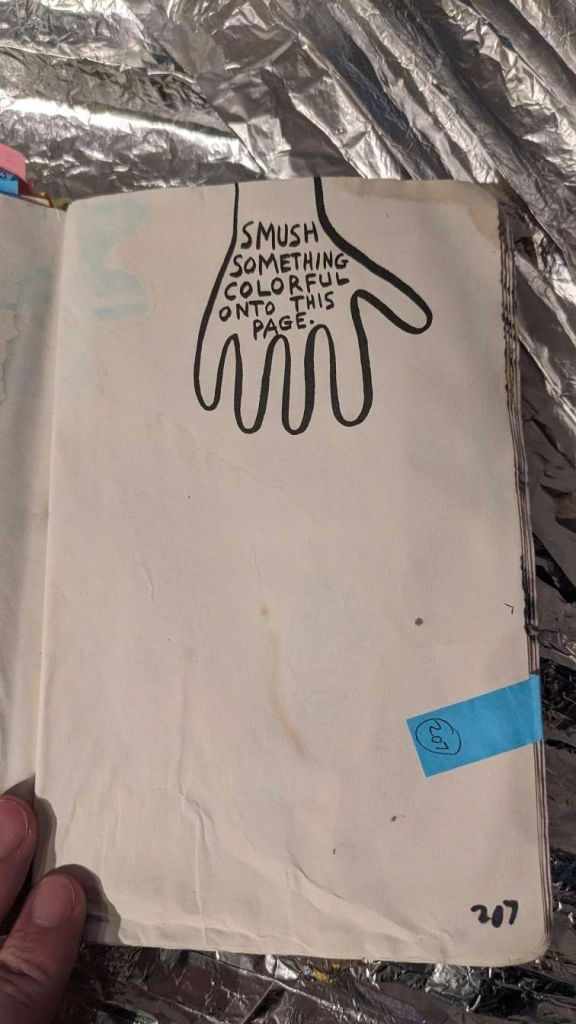 SMUSH
SOMETHING
COLORFUL
ONTO THIS
PAGE.
207
207